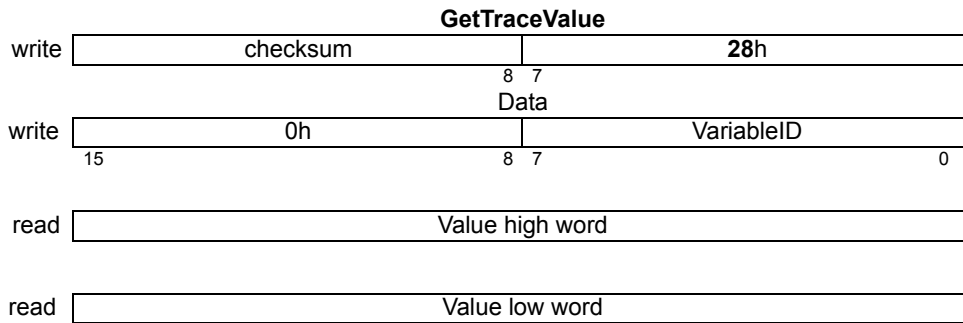 GetTraceValue
write checksum 28h
8 7
Data
write 0h VariableID
15 8 7 0
read Value high word
read Value low word